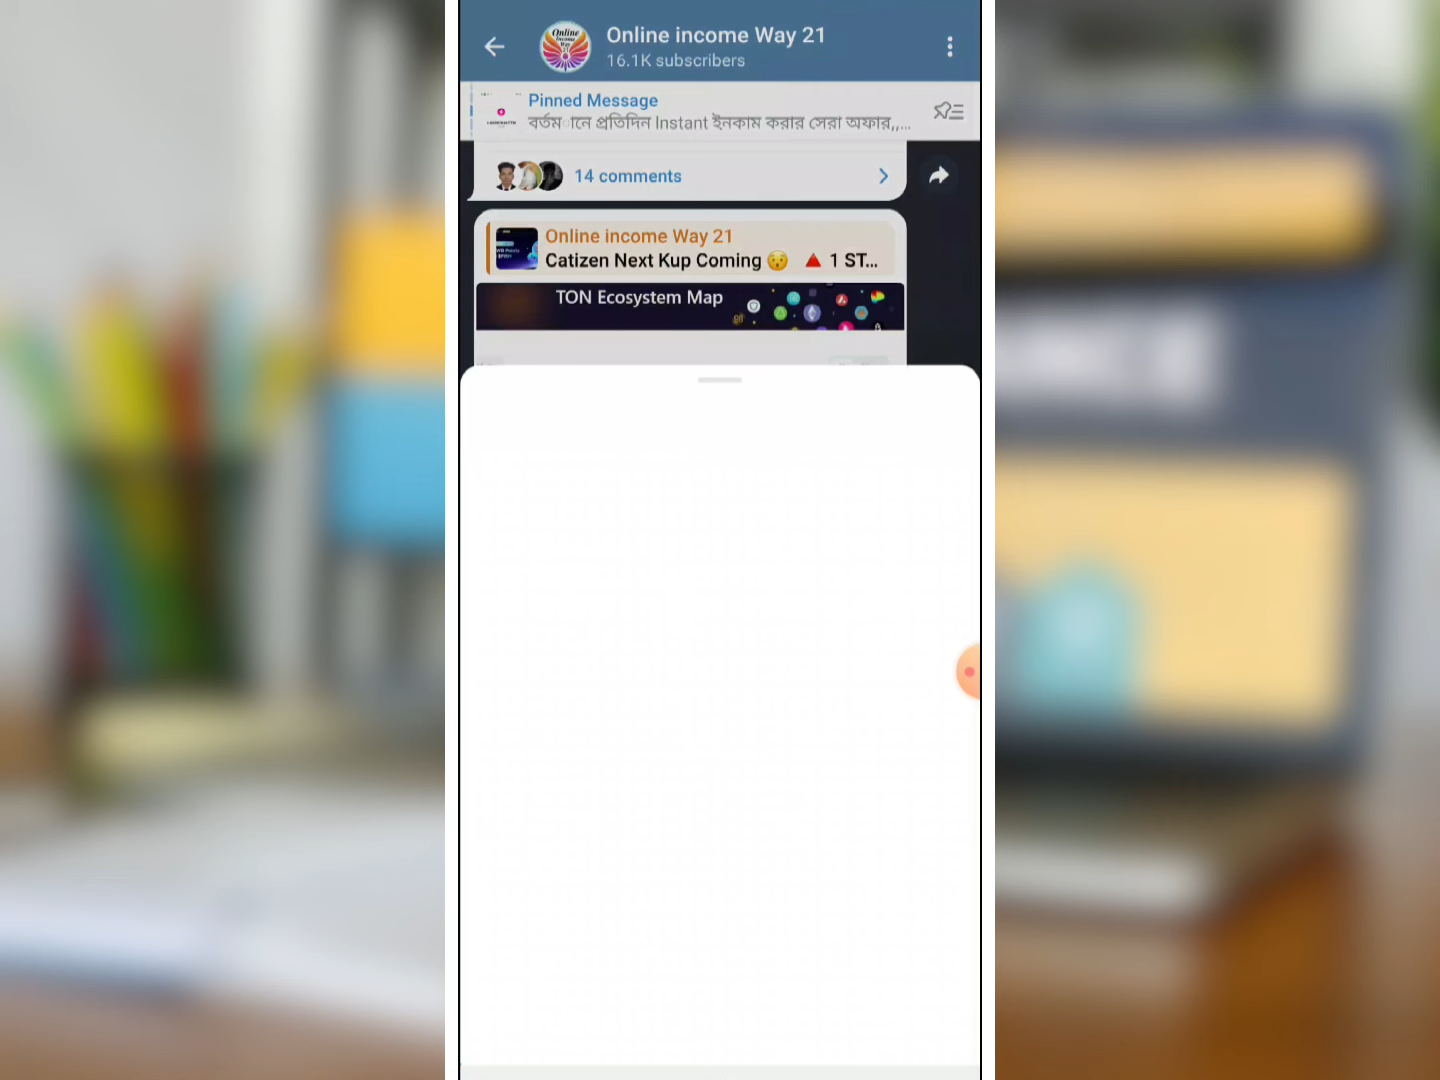 Online income Way 21
16.1K subscribers
Pinned Message
বর্তমানে প্রতিদিন Instant ইনকাম করার সেরা অফার,,...
14 comments
Online income Way 21
Catizen Next Kup Coming 😯 🔺 1 ST...
TON Ecosystem Map